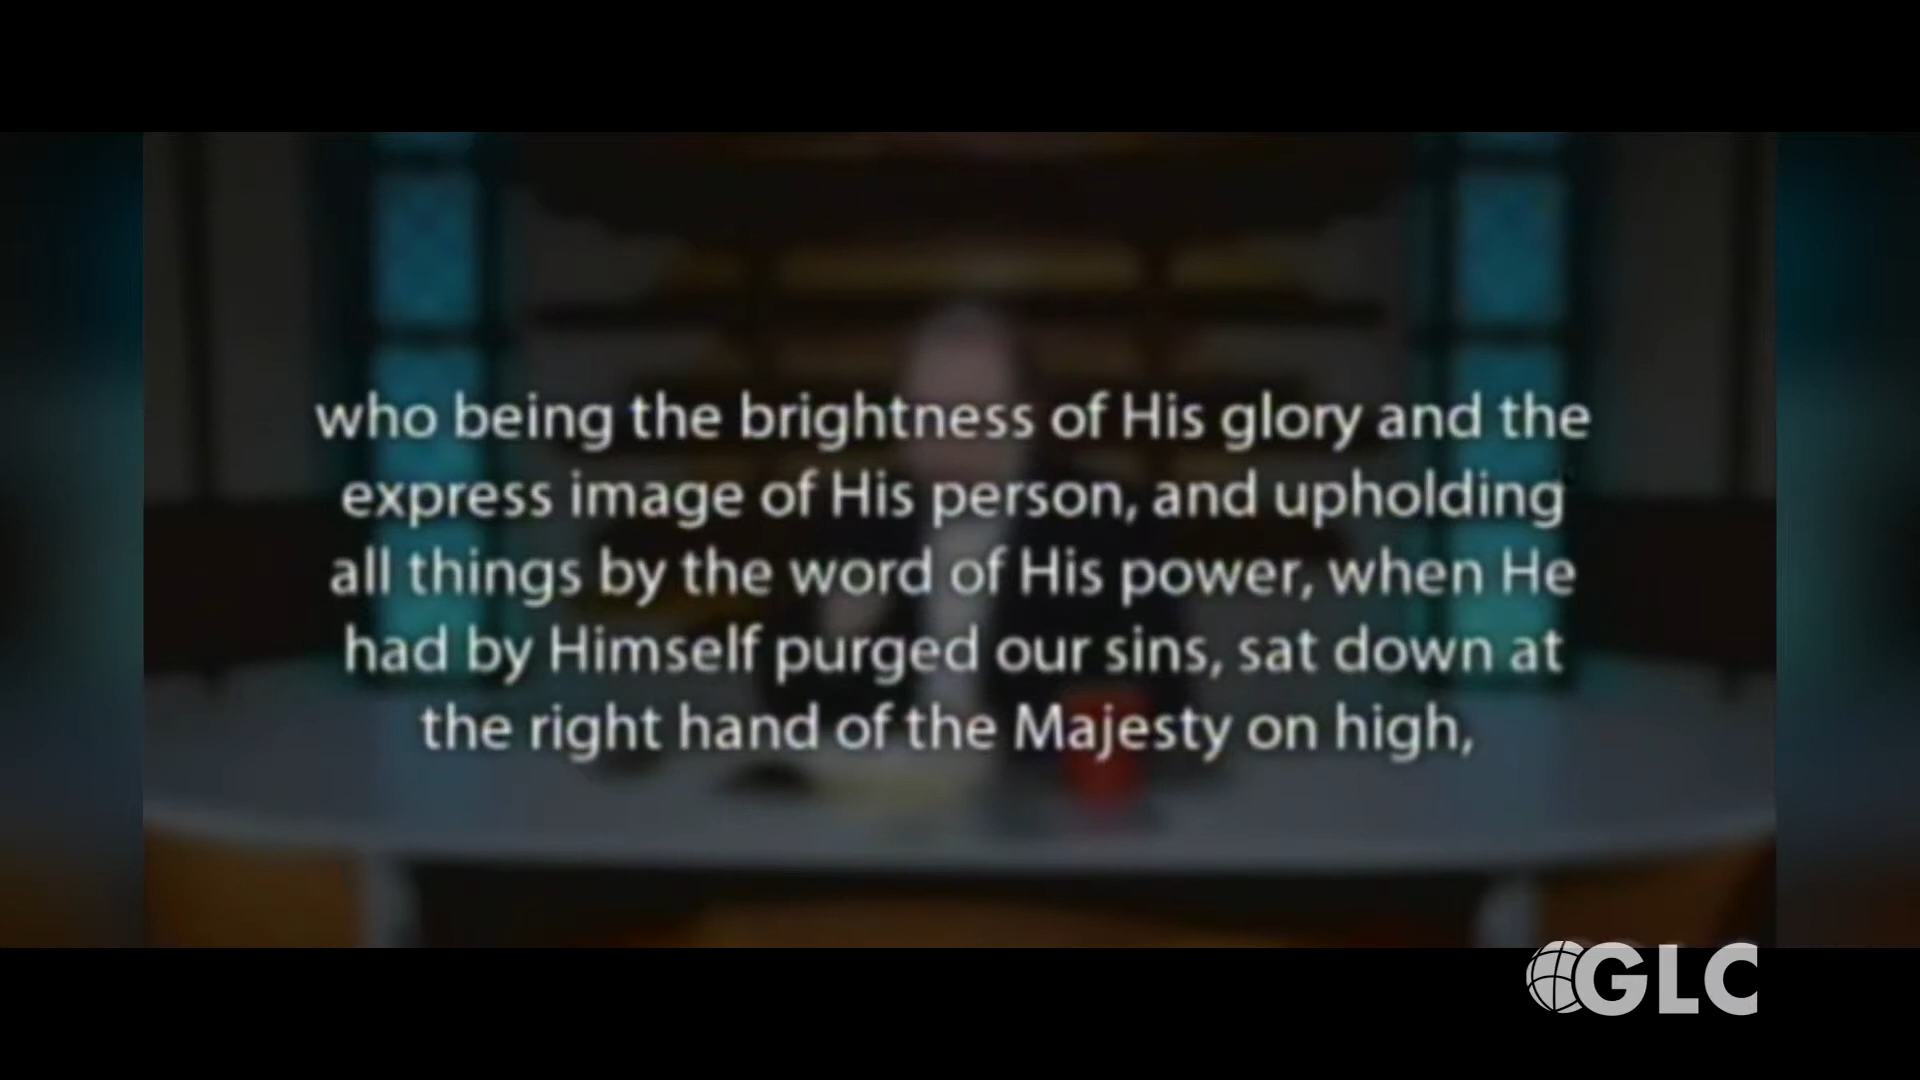 who being the brightness of His glory and the
express image of His person, and upholding
all things by the word of His power, when He
had by Himself purged our sins, sat down at
the right hand of the Majesty on high,
GLC